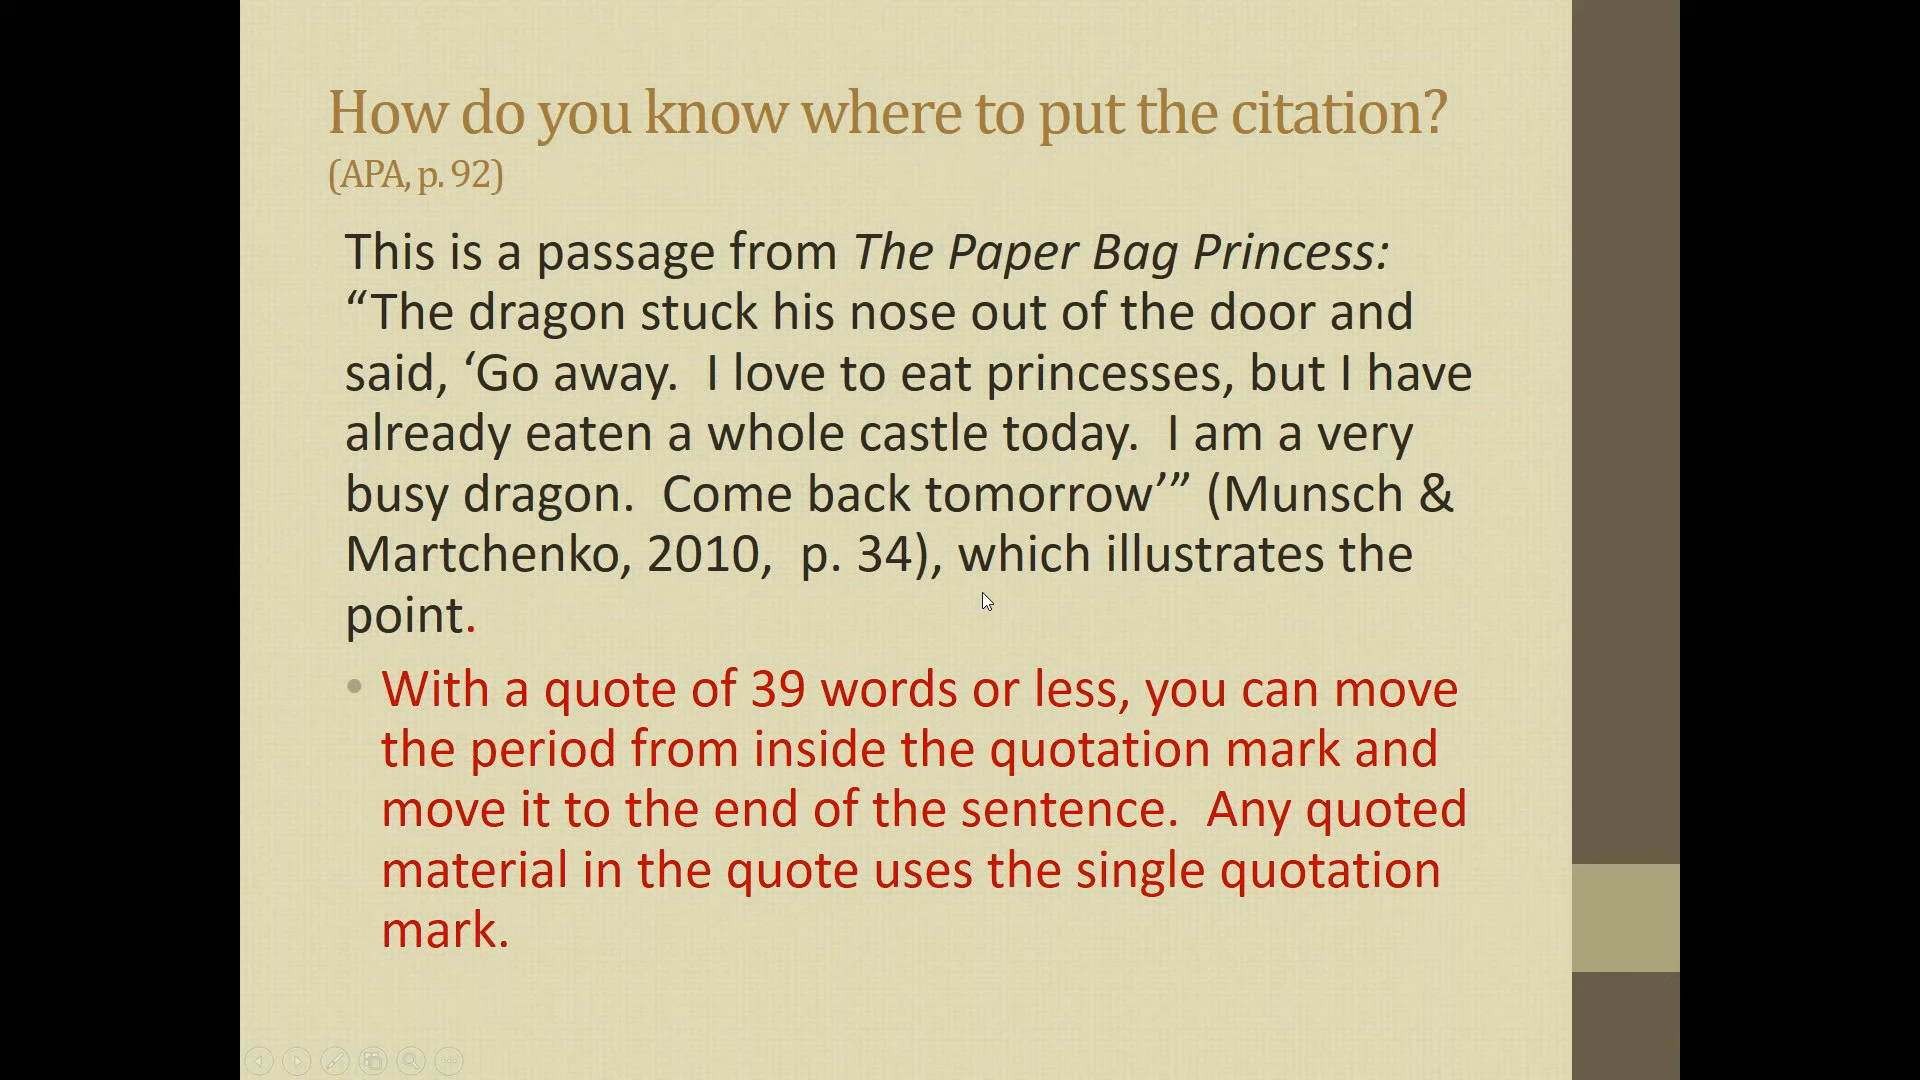 How do you know where to put the citation?
(APA, p. 92)
This is a passage from The Paper Bag Princess:
“The dragon stuck his nose out of the door and
said, ‘Go away.  I love to eat princesses, but I have
already eaten a whole castle today.  I am a very
busy dragon.  Come back tomorrow’” (Munsch &
Martchenko, 2010,  p. 34), which illustrates the
point.
• With a quote of 39 words or less, you can move
the period from inside the quotation mark and
move it to the end of the sentence.  Any quoted
material in the quote uses the single quotation
mark.